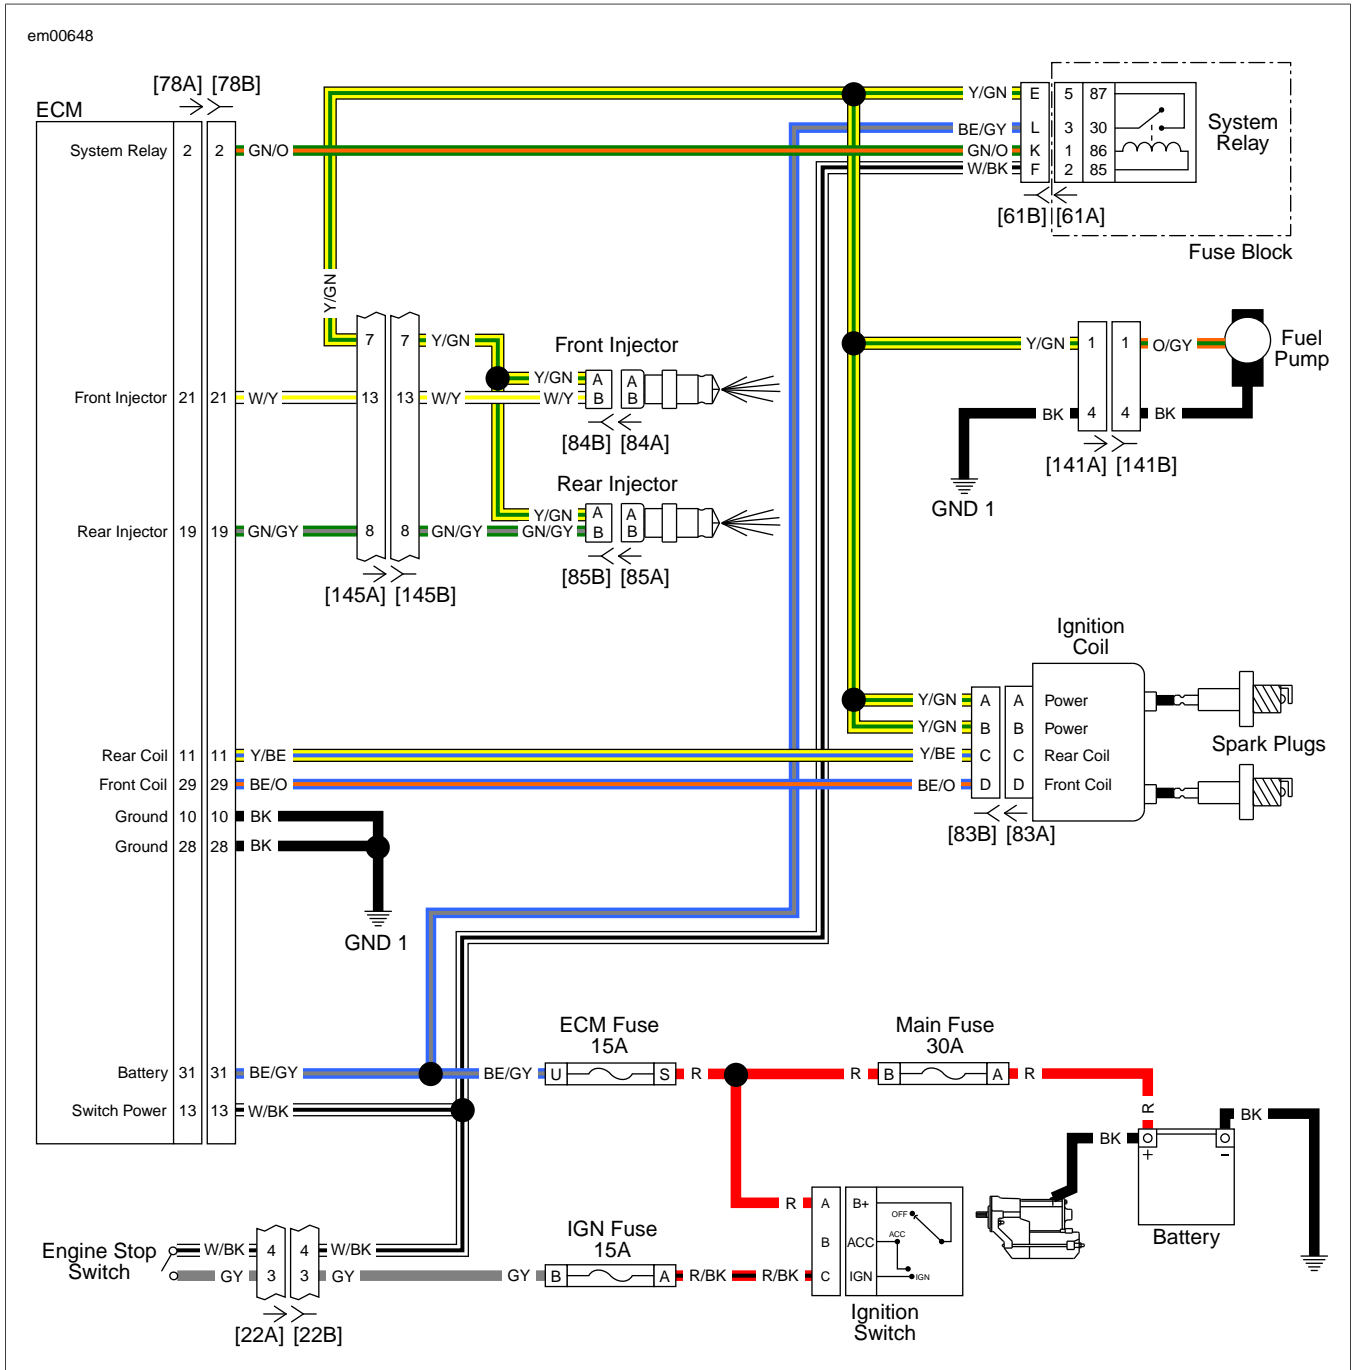 em00648
[78A] [78B]
ECM
System Relay 2 2 GN/O GN/O K 1 86
Y/GN E 5 87
BE/GY L 3 30
W/BK F 2 85
System
Relay
[61B] [61A]
Fuse Block
Y/GN
7 7 Y/GN
Front Injector
Y/GN A A
Front Injector 21 21 W/Y 13 13 W/Y W/Y B B
[84B] [84A]
Rear Injector
Y/GN A A
Rear Injector 19 19 GN/GY 8 8 GN/GY GN/GY B B
[85B] [85A]
[145A] [145B]
Y/GN 1 1 O/GY
Fuel
Pump
BK 4 4 BK
[141A] [141B]
GND 1
Ignition
Coil
Y/GN A A Power
Y/GN B B Power
Rear Coil 11 11 Y/BE Y/BE C C Rear Coil
Front Coil 29 29 BE/O BE/O D D Front Coil
Spark Plugs
[83B] [83A]
Ground 10 10 BK
Ground 28 28 BK
GND 1
ECM Fuse
15A
Main Fuse
30A
Battery 31 31 BE/GY BE/GY U S R R B A R
Switch Power 13 13 W/BK
R
BK
BK
+ -
Battery
R A B+
OFF
B ACC
ACC
C IGN
IGN
Ignition
Switch
IGN Fuse
15A
Engine Stop
Switch
W/BK 4 4 W/BK
GY 3 3 GY GY B A R/BK R/BK
[22A] [22B]